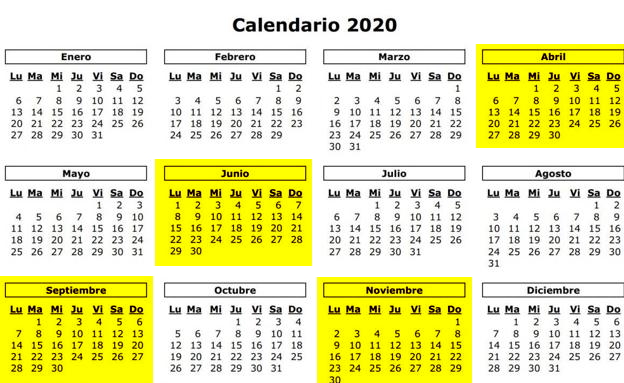 Calendario 2020
Enero
Lu Ma Mi Ju Vi Sa Do
1 2 3 4 5
6 7 8 9 10 11 12
13 14 15 16 17 18 19
20 21 22 23 24 25 26
27 28 29 30 31
Febrero
Lu Ma Mi Ju Vi Sa Do
1 2
3 4 5 6 7 8 9
10 11 12 13 14 15 16
17 18 19 20 21 22 23
24 25 26 27 28 29
Marzo
Lu Ma Mi Ju Vi Sa Do
1
2 3 4 5 6 7 8
9 10 11 12 13 14 15
16 17 18 19 20 21 22
23 24 25 26 27 28 29
30 31
Abril
Lu Ma Mi Ju Vi Sa Do
1 2 3 4 5
6 7 8 9 10 11 12
13 14 15 16 17 18 19
20 21 22 23 24 25 26
27 28 29 30
Mayo
Lu Ma Mi Ju Vi Sa Do
1 2 3
4 5 6 7 8 9 10
11 12 13 14 15 16 17
18 19 20 21 22 23 24
25 26 27 28 29 30 31
Junio
Lu Ma Mi Ju Vi Sa Do
1 2 3 4 5 6 7
8 9 10 11 12 13 14
15 16 17 18 19 20 21
22 23 24 25 26 27 28
29 30
Julio
Lu Ma Mi Ju Vi Sa Do
1 2 3 4 5
6 7 8 9 10 11 12
13 14 15 16 17 18 19
20 21 22 23 24 25 26
27 28 29 30 31
Agosto
Lu Ma Mi Ju Vi Sa Do
1 2
3 4 5 6 7 8 9
10 11 12 13 14 15 16
17 18 19 20 21 22 23
24 25 26 27 28 29 30
31
Septiembre
Lu Ma Mi Ju Vi Sa Do
1 2 3 4 5 6
7 8 9 10 11 12 13
14 15 16 17 18 19 20
21 22 23 24 25 26 27
28 29 30
Octubre
Lu Ma Mi Ju Vi Sa Do
1 2 3 4
5 6 7 8 9 10 11
12 13 14 15 16 17 18
19 20 21 22 23 24 25
26 27 28 29 30 31
Noviembre
Lu Ma Mi Ju Vi Sa Do
1
2 3 4 5 6 7 8
9 10 11 12 13 14 15
16 17 18 19 20 21 22
23 24 25 26 27 28 29
30
Diciembre
Lu Ma Mi Ju Vi Sa Do
1 2 3 4 5 6
7 8 9 10 11 12 13
14 15 16 17 18 19 20
21 22 23 24 25 26 27
28 29 30 31